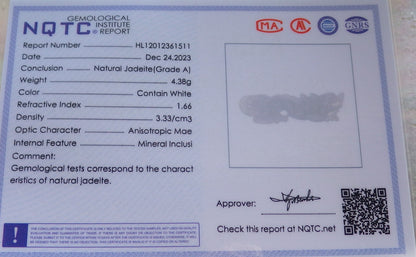 NQTC GEMOLOGICAL INSTITUTE REPORT
MA
GNRS
Report Number HL12012361511
Date Dec 24,2023
Conclusion Natural Jadeite(Grade A)
Weight 4.38g
Color Contain White
Refractive Index 1.66
Density 3.33/cm3
Optic Character Anisotropic Mae
Internal Feature Mineral Inclusi
Comment:
Gemological tests correspond to the charact
eristics of natural jadeite.
Approver:
Check this report at NQTC.net